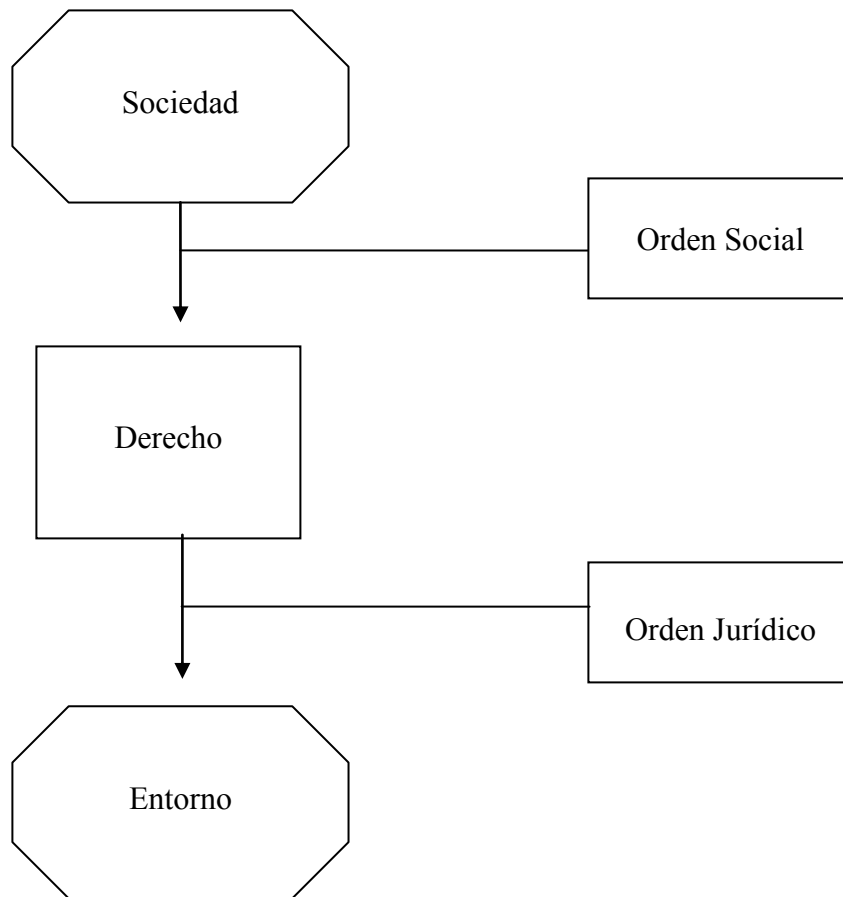 Sociedad
Orden Social
Derecho
Orden Jurídico
Entorno